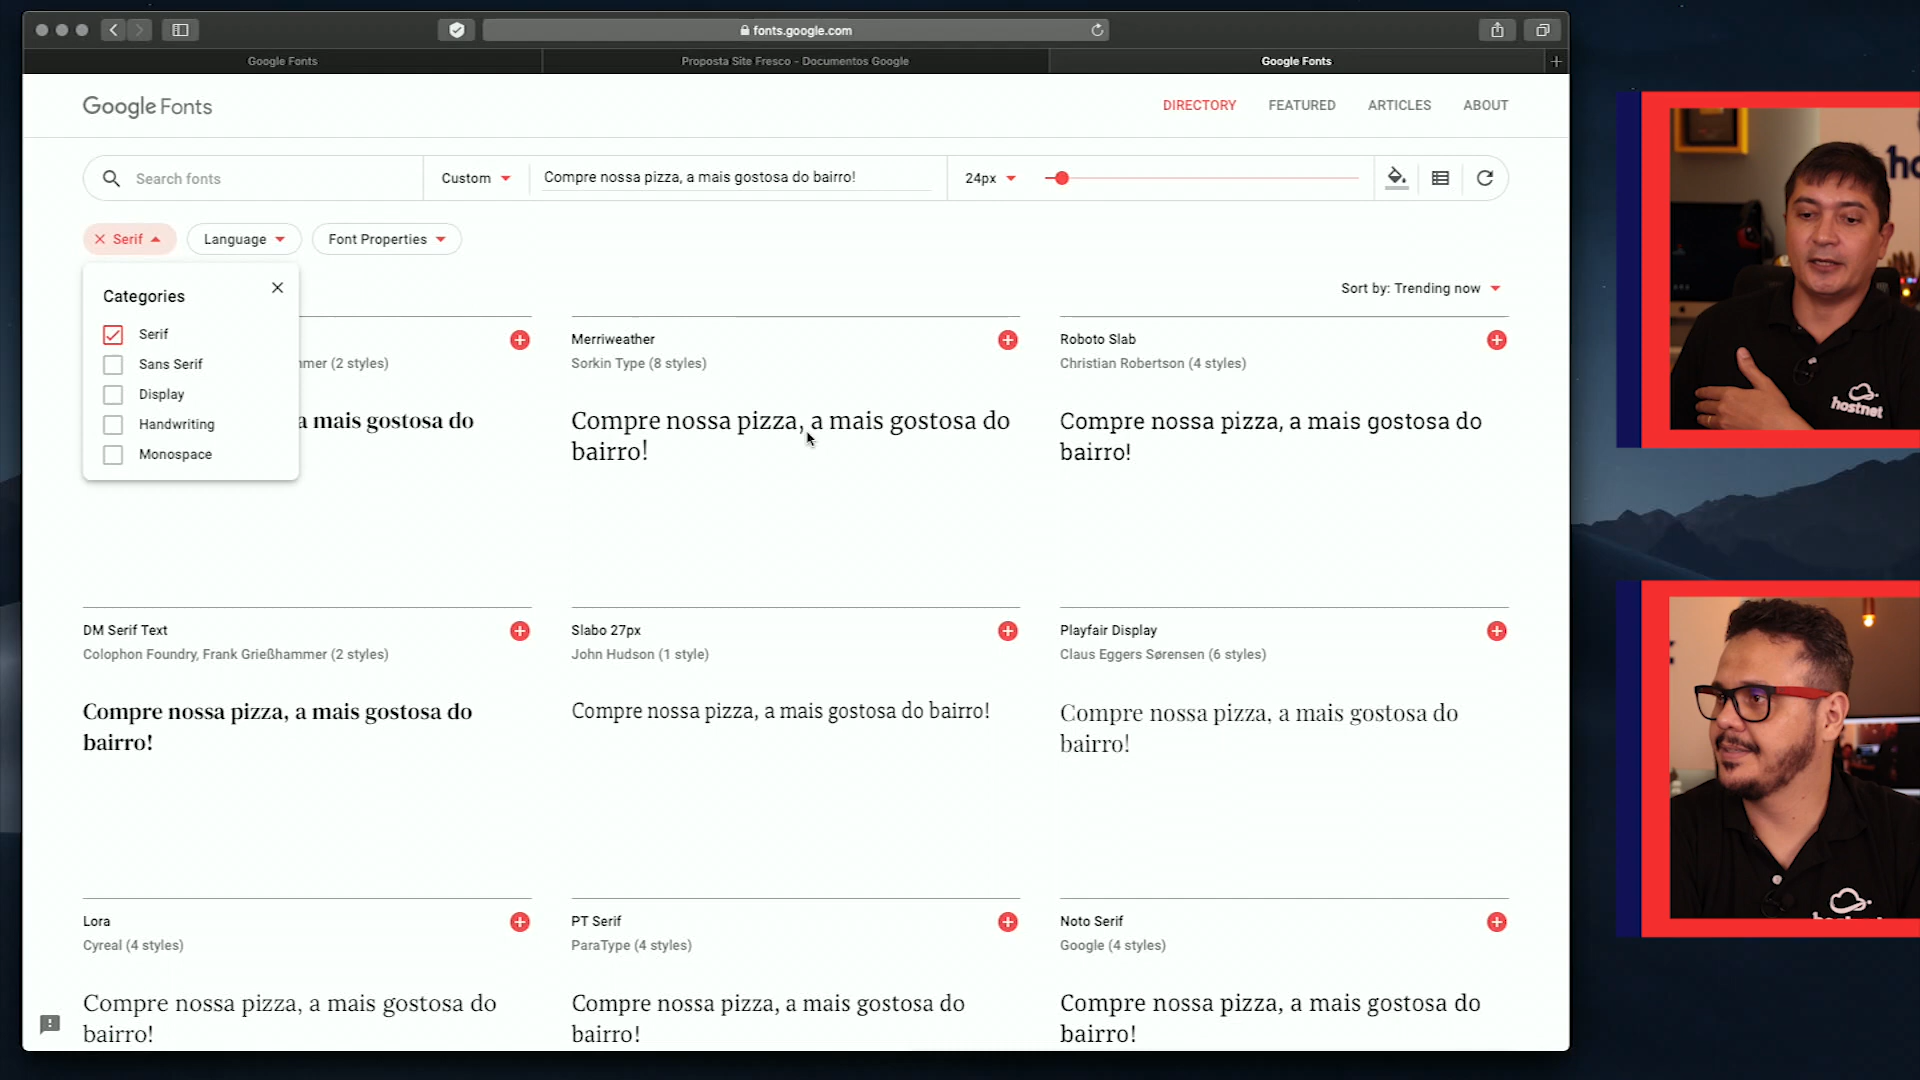 fonts.google.com
Google Fonts
Proposta Site Fresco - Documentos Google
Google Fonts
Google Fonts
DIRECTORY
FEATURED
ARTICLES
ABOUT
Search fonts
Custom
Compre nossa pizza, a mais gostosa do bairro!
24px
Serif
Language
Font Properties
Categories
Serif
Sans Serif
Display
Handwriting
Monospace
Sort by: Trending now
(2 styles)
a mais gostosa do
Merriweather
Sorkin Type (8 styles)
Compre nossa pizza, a mais gostosa do
bairro!
Roboto Slab
Christian Robertson (4 styles)
Compre nossa pizza, a mais gostosa do
bairro!
DM Serif Text
Colophon Foundry, Frank Grießhammer (2 styles)
Compre nossa pizza, a mais gostosa do
bairro!
Slabo 27px
John Hudson (1 style)
Compre nossa pizza, a mais gostosa do bairro!
Playfair Display
Claus Eggers Sørensen (6 styles)
Compre nossa pizza, a mais gostosa do
bairro!
Lora
Cyreal (4 styles)
Compre nossa pizza, a mais gostosa do
bairro!
PT Serif
ParaType (4 styles)
Compre nossa pizza, a mais gostosa do
bairro!
Noto Serif
Google (4 styles)
Compre nossa pizza, a mais gostosa do
bairro!
hostnet